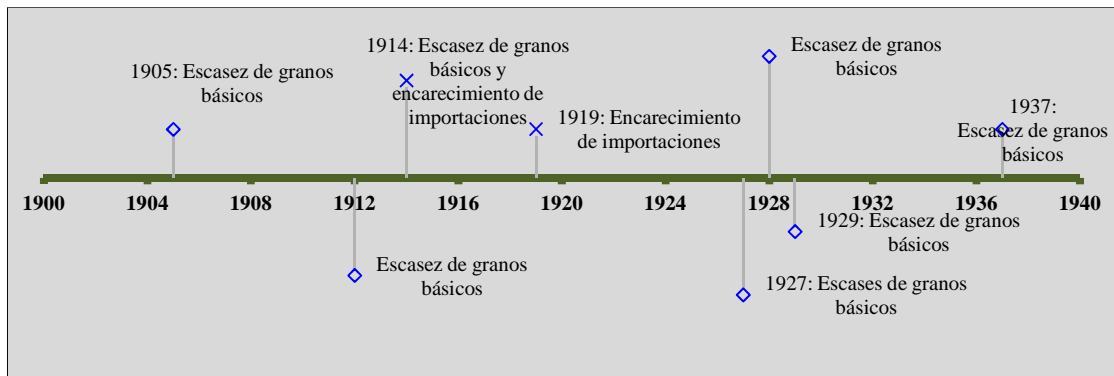 1905: Escasez de granos
básicos
1914: Escasez de granos
básicos y
encarecimiento de
importaciones
1919: Encarecimiento
de importaciones
Escasez de granos
básicos
1937:
Escasez de granos
básicos
1900 1904 1908 1912 1916 1920 1924 1928 1932 1936 1940
Escasez de granos
básicos
1927: Escases de granos
básicos
1929: Escasez de granos
básicos